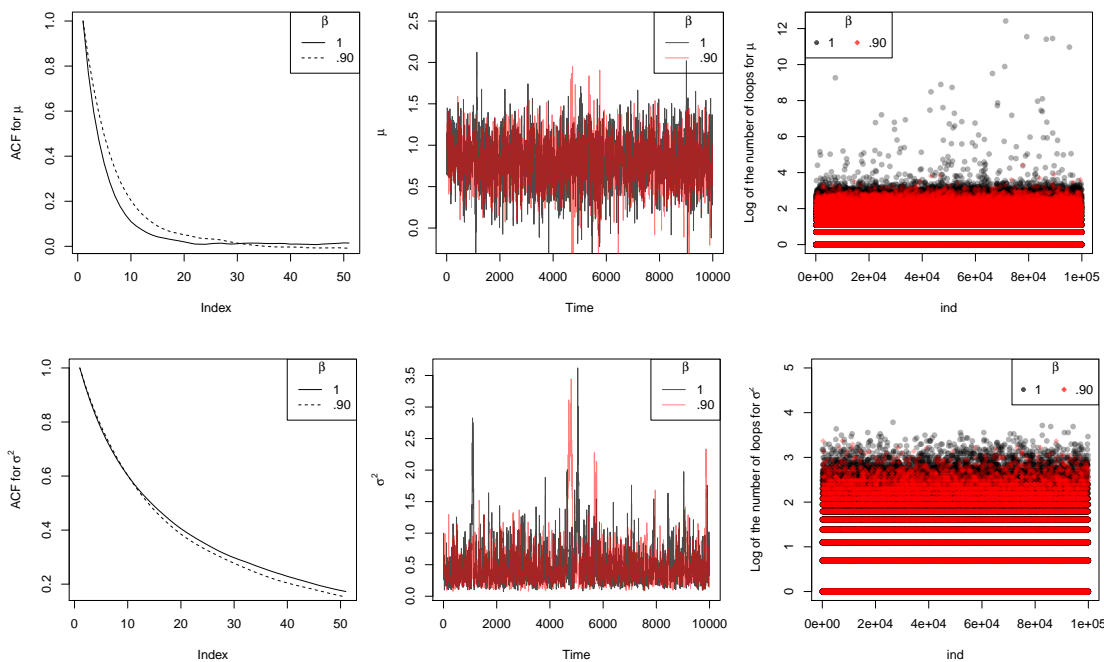 β
1
.90
ACF for μ
0.0
0.2
0.4
0.6
0.8
1.0
0
10
20
30
40
50
Index
β
1
.90
μ
0.0
0.5
1.0
1.5
2.0
2.5
0
2000
4000
6000
8000
10000
Time
β
1
.90
Log of the number of loops for μ
0
2
4
6
8
10
12
0e+00
2e+04
4e+04
6e+04
8e+04
1e+05
ind
β
1
.90
ACF for σ²
0.2
0.4
0.6
0.8
1.0
0
10
20
30
40
50
Index
β
1
.90
σ²
0.0
0.5
1.0
1.5
2.0
2.5
3.0
3.5
0
2000
4000
6000
8000
10000
Time
β
1
.90
Log of the number of loops for σ²
0
1
2
3
4
5
0e+00
2e+04
4e+04
6e+04
8e+04
1e+05
ind